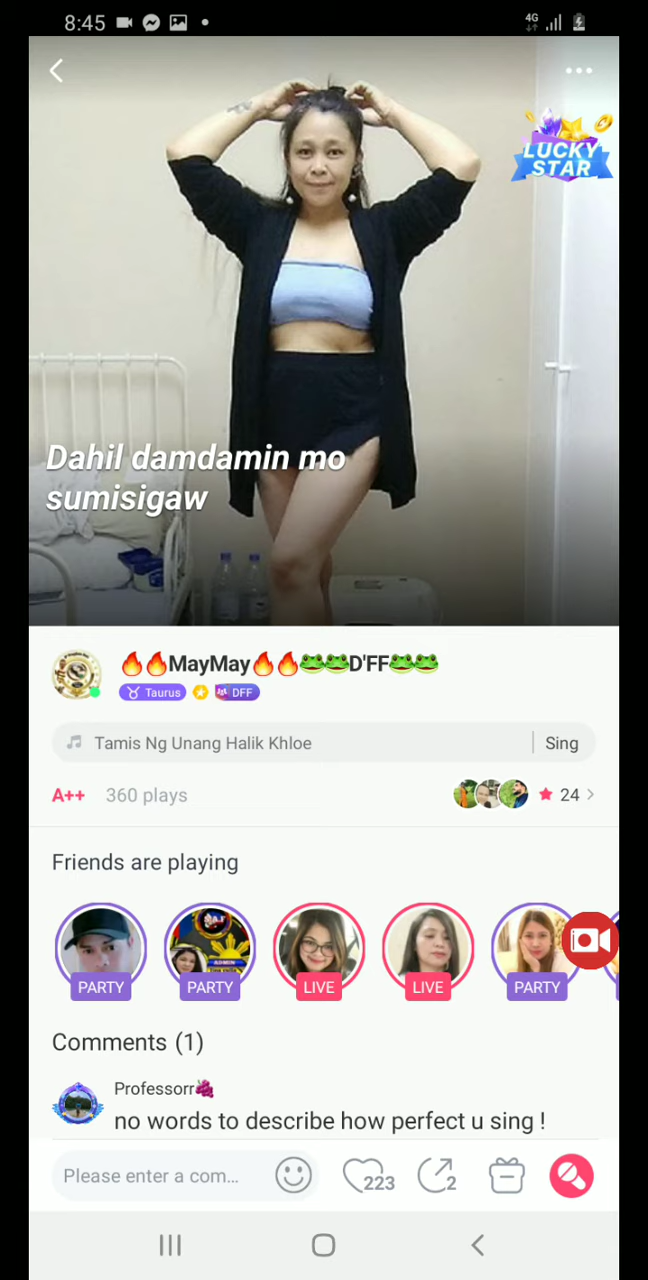 8:45
4G
LUCKY
STAR
Dahil damdamin mo
sumisigaw
🔥🔥MayMay🔥🔥🐸🐸D'FF🐸🐸
Taurus
DFF
Tamis Ng Unang Halik Khloe
Sing
A++
360 plays
24
Friends are playing
PARTY
PARTY
LIVE
LIVE
PARTY
Comments (1)
Professorr🍇
no words to describe how perfect u sing !
Please enter a com...
223
2